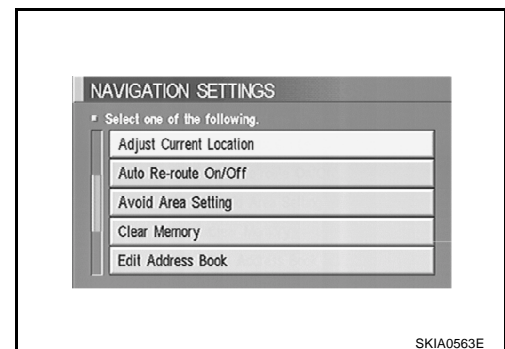 NAVIGATION SETTINGS
Select one of the following.
Adjust Current Location
Auto Re-route On/Off
Avoid Area Setting
Clear Memory
Edit Address Book
SKIA0563E